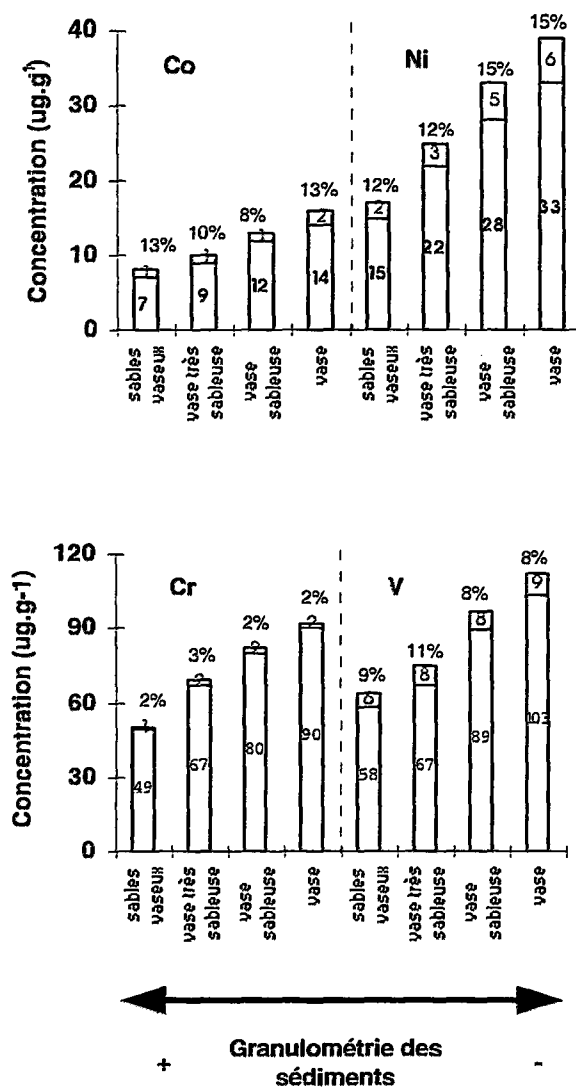 40
30
20
10
0
Concentration (ug.g¹)
Co
Ni
13%
10%
8%
13%
12%
12%
15%
15%
7
9
12
2
14
2
15
3
22
5
28
6
33
sables vaseux
vase très sableuse
vase sableuse
vase
sables vaseux
vase très sableuse
vase sableuse
vase
120
90
60
30
0
Concentration (ug.g-1)
Cr
V
2%
3%
2%
2%
9%
11%
8%
8%
49
67
80
90
6
58
8
67
8
89
9
103
sables vaseux
vase très sableuse
vase sableuse
vase
sables vaseux
vase très sableuse
vase sableuse
vase
+
Granulométrie des
sédiments
-